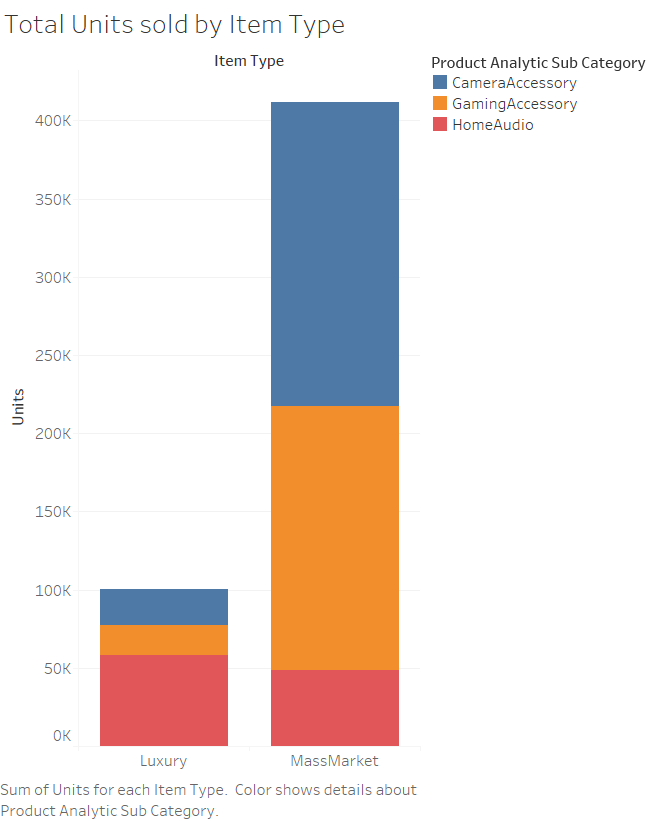 Total Units sold by Item Type
Item Type
Product Analytic Sub Category
CameraAccessory
GamingAccessory
HomeAudio
400K
350K
300K
250K
200K
150K
100K
50K
0K
Units
Luxury
MassMarket
Sum of Units for each Item Type. Color shows details about
Product Analytic Sub Category.